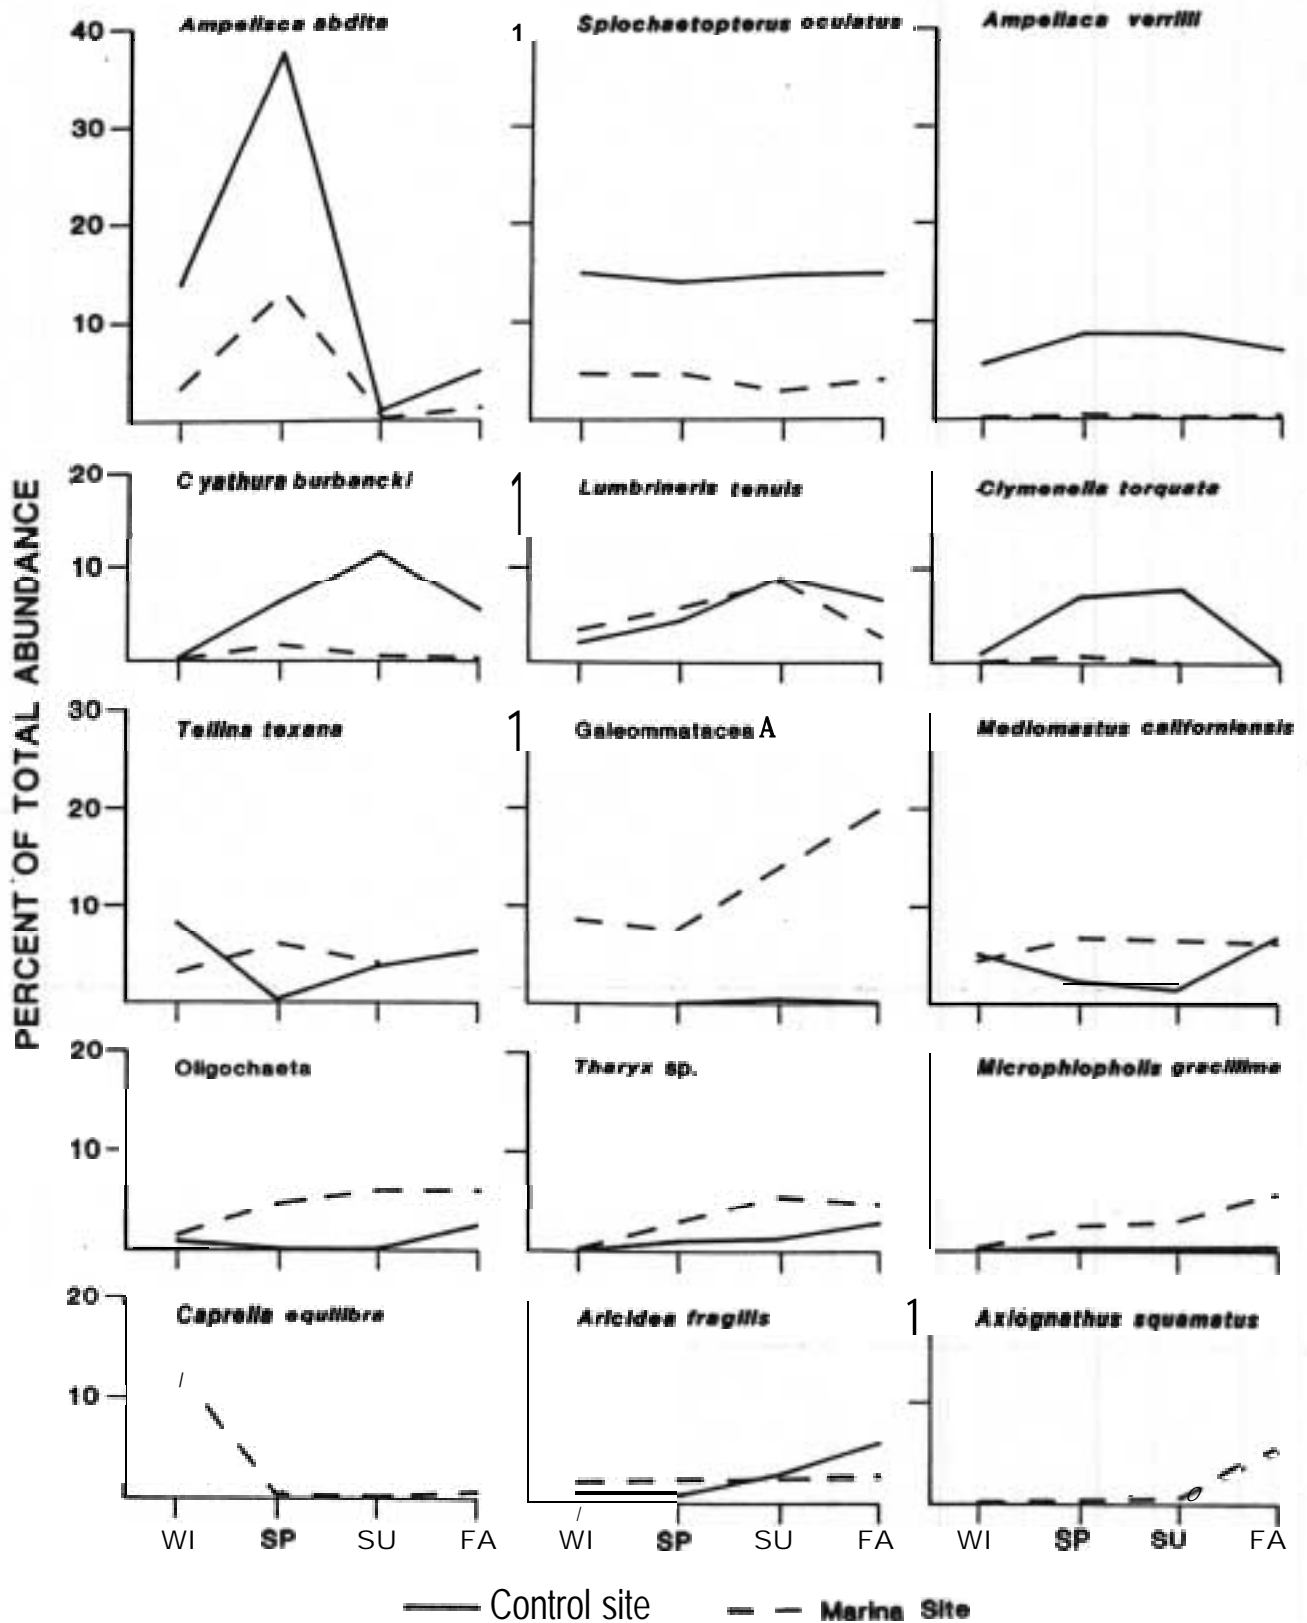 Ampelisca abdita
Spiochaetopterus oculatus
Ampelisca verrilli
40
30
20
10
1
PERCENT OF TOTAL ABUNDANCE
Cyathura burbancki
Lumbrineris tenuis
Clymenella torquata
20
10
1
Tellina texana
Galeommatacea A
Mediomastus californiensis
30
20
10
1
Oligochaeta
Tharyx sp.
Microphiopholis gracillima
20
10
Caprella equilibra
Aricidea fragilis
Axiognathus squamatus
20
10
1
WI SP SU FA WI SP SU FA WI SP SU FA
Control site Marina Site